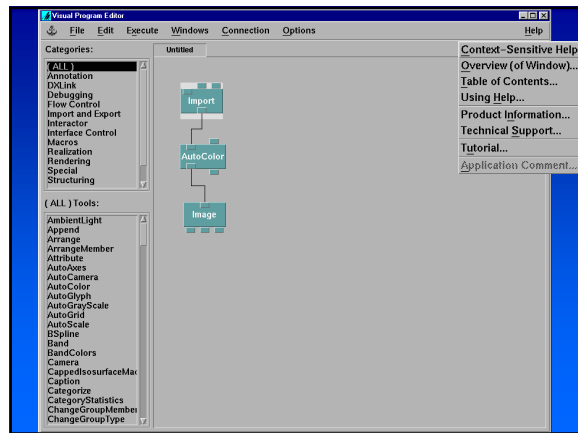 Visual Program Editor
File Edit Execute Windows Connection Options Help
Categories:
Untitled
( ALL )
Annotation
DXLink
Debugging
Flow Control
Import and Export
Interactor
Interface Control
Macros
Realization
Rendering
Special
Structuring
( ALL ) Tools:
AmbientLight
Append
Arrange
ArrangeMember
Attribute
AutoAxes
AutoCamera
AutoColor
AutoGlyph
AutoGrayScale
AutoGrid
AutoScale
BSpline
Band
BandColors
Camera
CappedIsosurfaceMac
Caption
Categorize
CategoryStatistics
ChangeGroupMember
ChangeGroupType
Import
AutoColor
Image
Context-Sensitive Help
Overview (of Window)...
Table of Contents...
Using Help...
Product Information...
Technical Support...
Tutorial...
Application Comment...